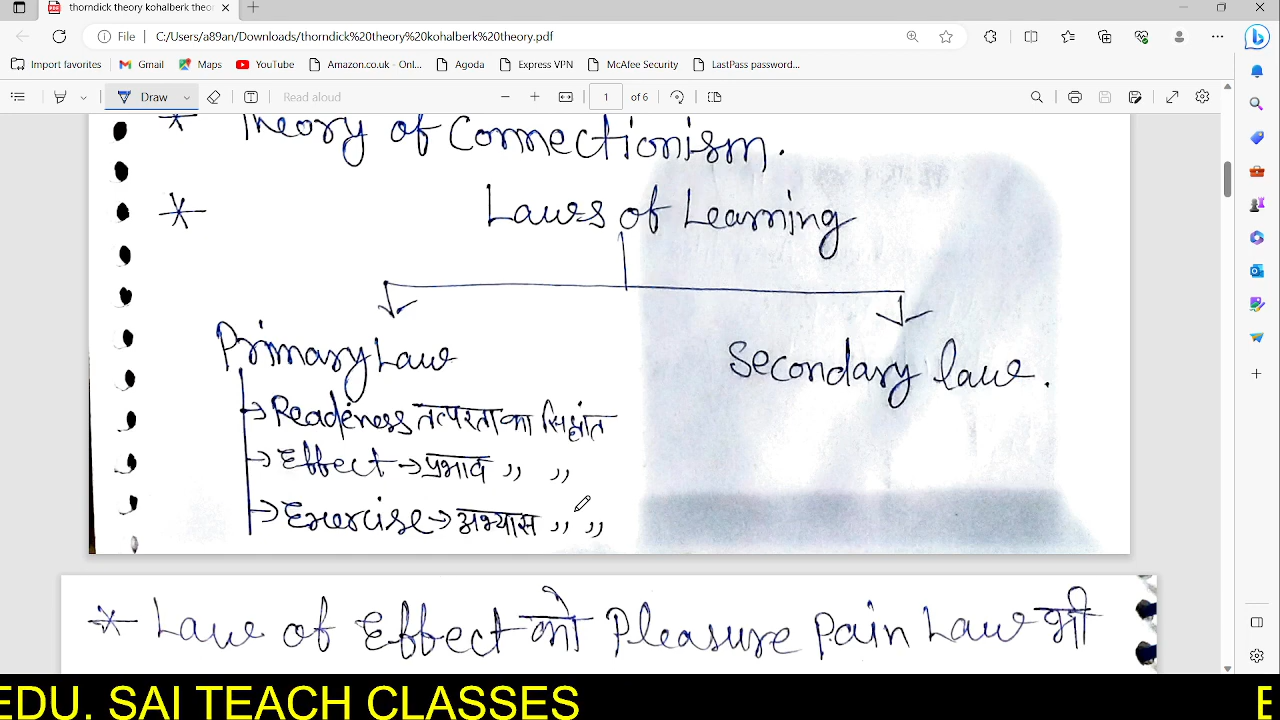 thorndick theory kohalberk theo
File C:/Users/a89an/Downloads/thorndick%20theory%20kohalberk%20theory.pdf
Import favorites Gmail Maps YouTube Amazon.co.uk - Onl... Agoda Express VPN McAfee Security LastPass password...
Draw Read aloud 1 of 6
* Theory of Connectionism.
* Laws of Learning
Primary Law
Secondary law.
→ Readeness तत्परता का सिद्धांत
→ Effect → प्रभाव ,, ,,
→ Exercise → अभ्यास ,, ,,
* Law of Effect को Pleasure Pain Law भी
EDU. SAI TEACH CLASSES E